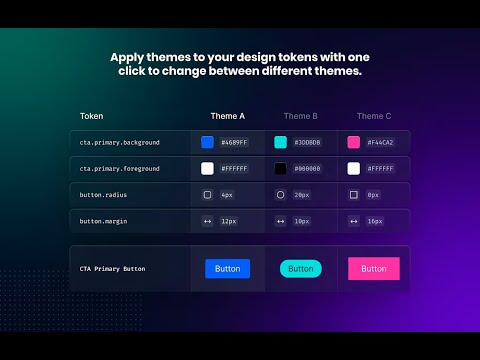 Apply themes to your design tokens with one
click to change between different themes.
Token Theme A Theme B Theme C
cta.primary.background #4689FF #3DDBDB #F44CA2
cta.primary.foreground #FFFFFF #000000 #FFFFFF
button.radius 4px 20px 0px
button.margin 12px 10px 16px
CTA Primary Button Button Button Button